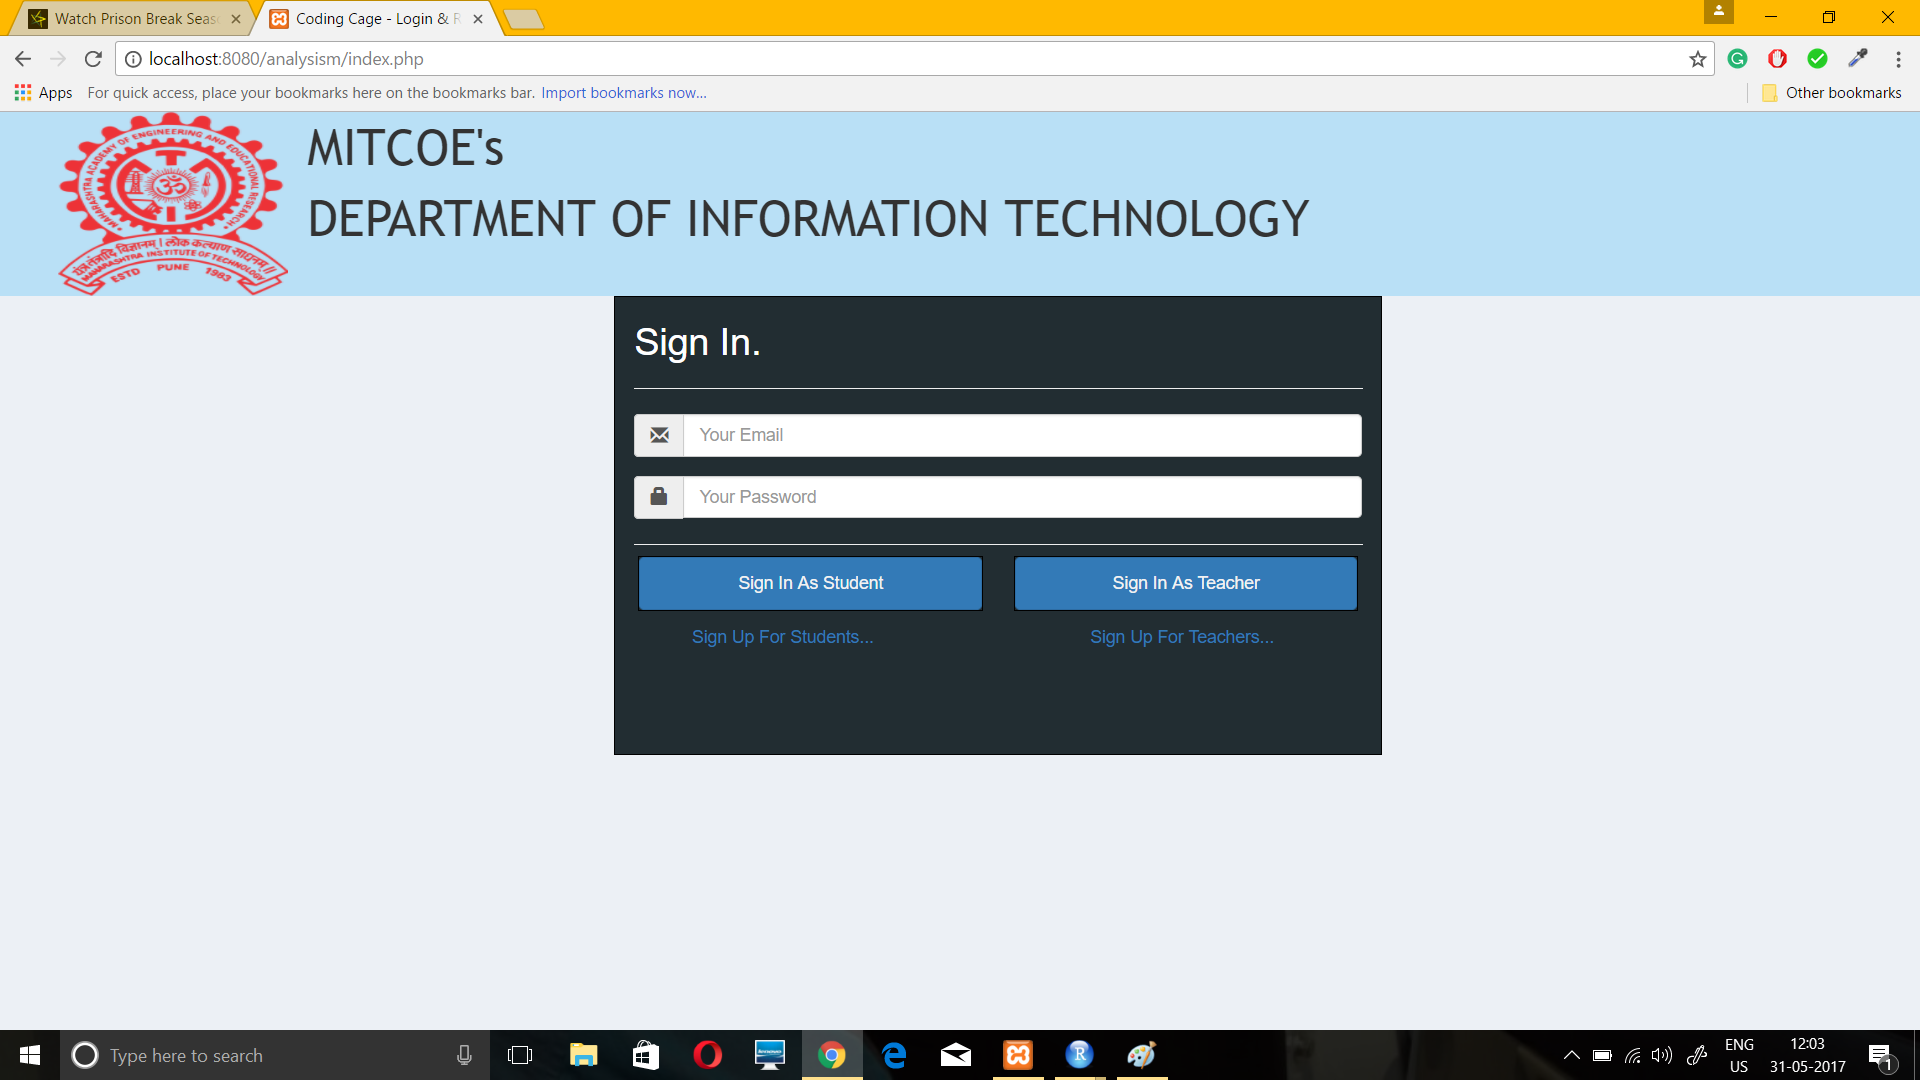 Watch Prison Break Seas
Coding Cage - Login & R
localhost:8080/analysism/index.php
Apps
For quick access, place your bookmarks here on the bookmarks bar. Import bookmarks now...
Other bookmarks
MAHARASHTRA ACADEMY OF ENGINEERING AND EDUCATIONAL RESEARCH
ॐ
यंत्रतंत्रादि विज्ञानम् । लोक कल्याण साधनम् ॥
MAHARASHTRA INSTITUTE OF TECHNOLOGY
ESTD PUNE 1983
MITCOE's
DEPARTMENT OF INFORMATION TECHNOLOGY
Sign In.
Your Email
Your Password
Sign In As Student
Sign In As Teacher
Sign Up For Students...
Sign Up For Teachers...
Type here to search
ENG
US
12:03
31-05-2017
1